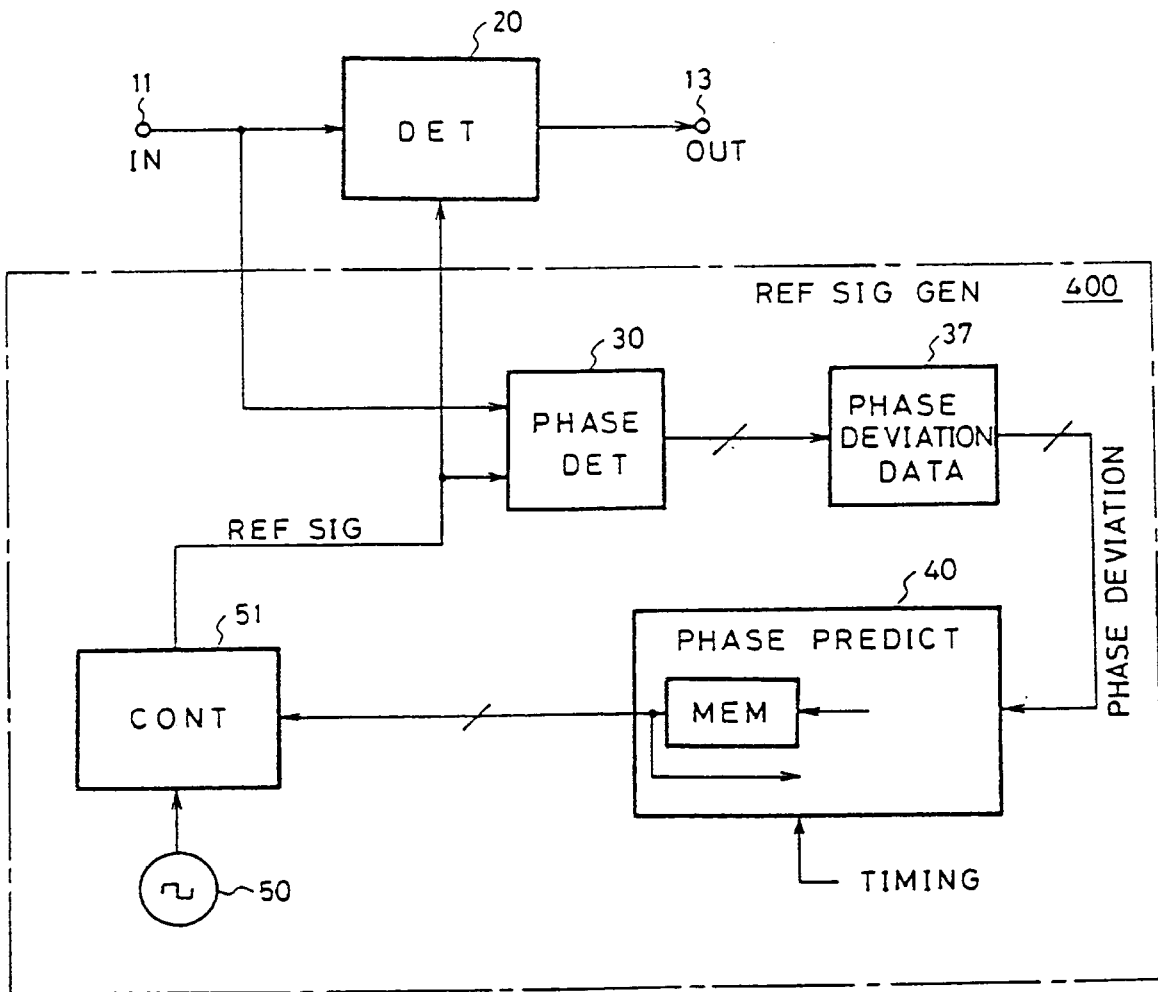 20
11
IN
DET
13
OUT
REF SIG GEN 400
30
PHASE
DET
37
PHASE
DEVIATION
DATA
REF SIG
PHASE DEVIATION
51
CONT
40
PHASE PREDICT
MEM
50
TIMING